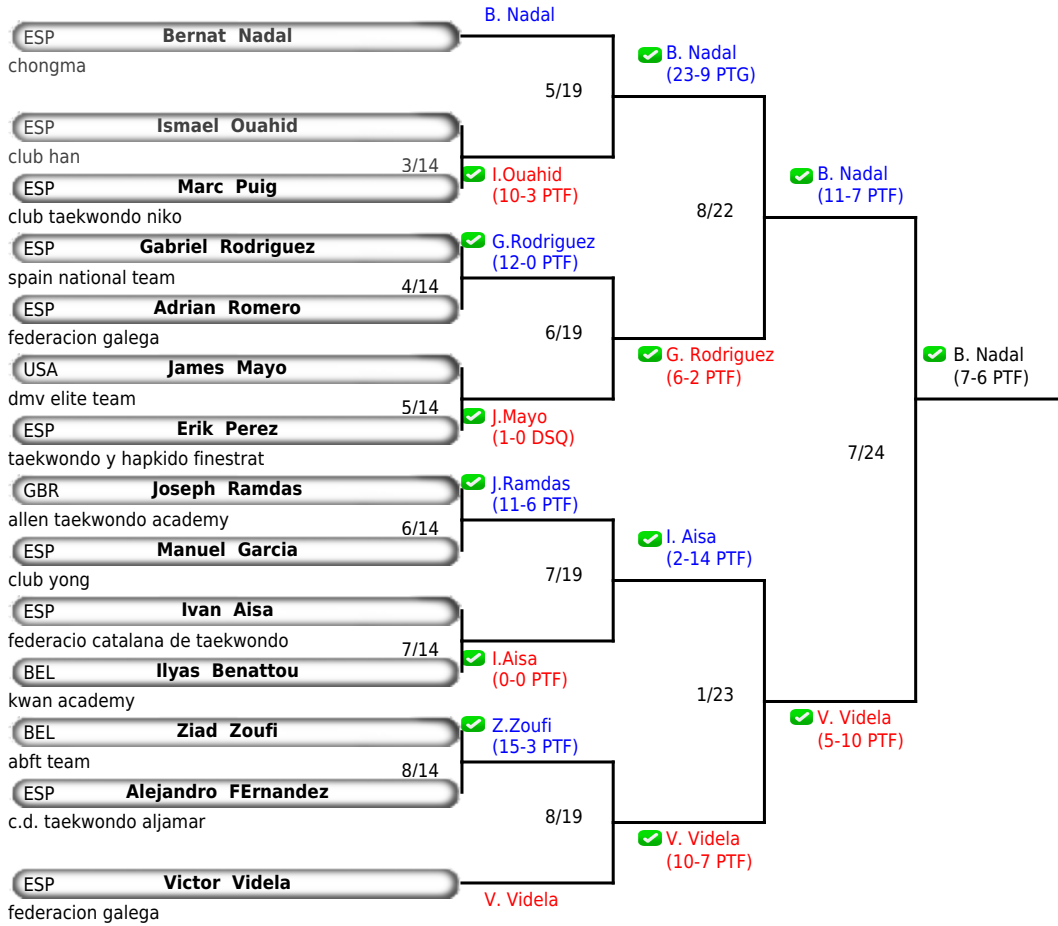 B. Nadal
ESP Bernat Nadal
chongma
B. Nadal
(23-9 PTG)
5/19
ESP Ismael Ouahid
club han
3/14
I.Ouahid
(10-3 PTF)
ESP Marc Puig
club taekwondo niko
B. Nadal
(11-7 PTF)
8/22
ESP Gabriel Rodriguez
spain national team
G.Rodriguez
(12-0 PTF)
4/14
ESP Adrian Romero
federacion galega
6/19
G. Rodriguez
(6-2 PTF)
USA James Mayo
dmv elite team
5/14
J.Mayo
(1-0 DSQ)
ESP Erik Perez
taekwondo y hapkido finestrat
B. Nadal
(7-6 PTF)
7/24
GBR Joseph Ramdas
allen taekwondo academy
J.Ramdas
(11-6 PTF)
6/14
ESP Manuel Garcia
club yong
I. Aisa
(2-14 PTF)
7/19
ESP Ivan Aisa
federacio catalana de taekwondo
7/14
I.Aisa
(0-0 PTF)
BEL Ilyas Benattou
kwan academy
1/23
V. Videla
(5-10 PTF)
BEL Ziad Zoufi
abft team
Z.Zoufi
(15-3 PTF)
8/14
ESP Alejandro FErnandez
c.d. taekwondo aljamar
8/19
V. Videla
(10-7 PTF)
ESP Victor Videla
federacion galega
V. Videla